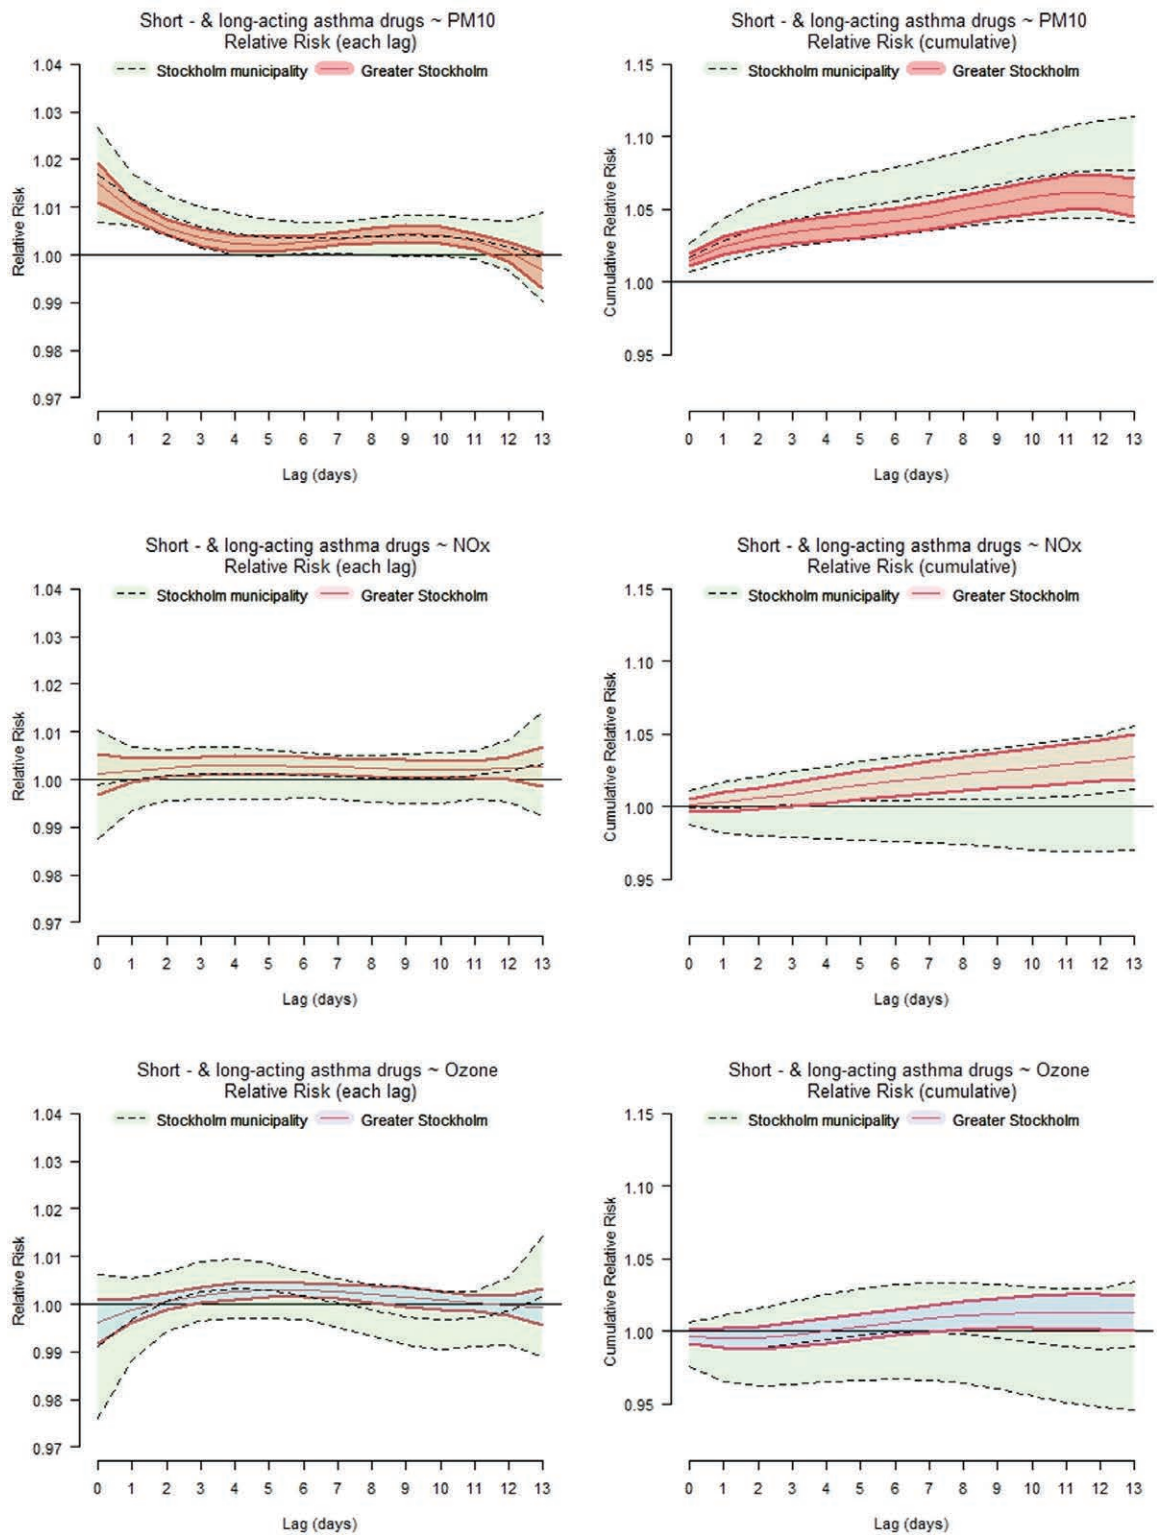 Short - & long-acting asthma drugs ~ PM10
Relative Risk (each lag)
Stockholm municipality Greater Stockholm
Relative Risk
1.04
1.03
1.02
1.01
1.00
0.99
0.98
0.97
0 1 2 3 4 5 6 7 8 9 10 11 12 13
Lag (days)
Short - & long-acting asthma drugs ~ PM10
Relative Risk (cumulative)
Stockholm municipality Greater Stockholm
Cumulative Relative Risk
1.15
1.10
1.05
1.00
0.95
0 1 2 3 4 5 6 7 8 9 10 11 12 13
Lag (days)
Short - & long-acting asthma drugs ~ NOx
Relative Risk (each lag)
Stockholm municipality Greater Stockholm
Relative Risk
1.04
1.03
1.02
1.01
1.00
0.99
0.98
0.97
0 1 2 3 4 5 6 7 8 9 10 11 12 13
Lag (days)
Short - & long-acting asthma drugs ~ NOx
Relative Risk (cumulative)
Stockholm municipality Greater Stockholm
Cumulative Relative Risk
1.15
1.10
1.05
1.00
0.95
0 1 2 3 4 5 6 7 8 9 10 11 12 13
Lag (days)
Short - & long-acting asthma drugs ~ Ozone
Relative Risk (each lag)
Stockholm municipality Greater Stockholm
Relative Risk
1.04
1.03
1.02
1.01
1.00
0.99
0.98
0.97
0 1 2 3 4 5 6 7 8 9 10 11 12 13
Lag (days)
Short - & long-acting asthma drugs ~ Ozone
Relative Risk (cumulative)
Stockholm municipality Greater Stockholm
Cumulative Relative Risk
1.15
1.10
1.05
1.00
0.95
0 1 2 3 4 5 6 7 8 9 10 11 12 13
Lag (days)